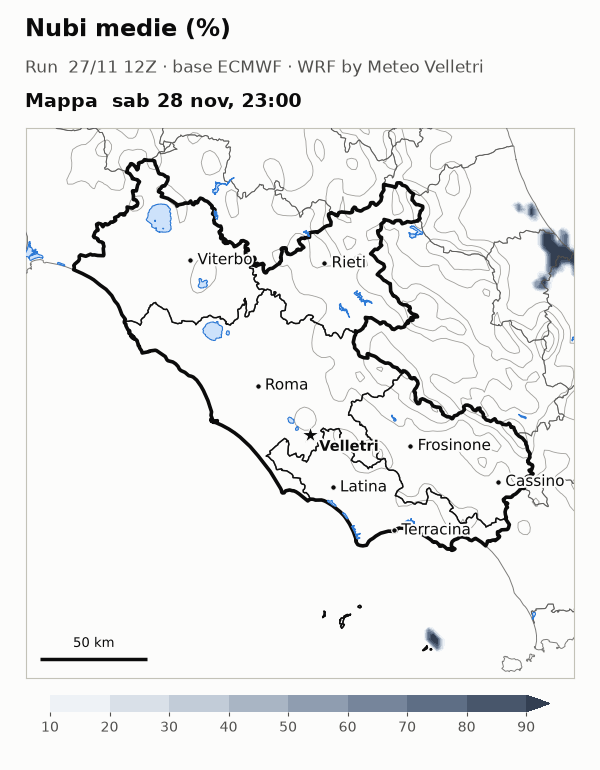 Nubi medie (%)
Run  27/11 12Z · base ECMWF · WRF by Meteo Velletri
Mappa  sab 28 nov, 23:00
Viterbo
Rieti
Roma
Velletri
Frosinone
Cassino
Latina
Terracina
50 km
10 20 30 40 50 60 70 80 90